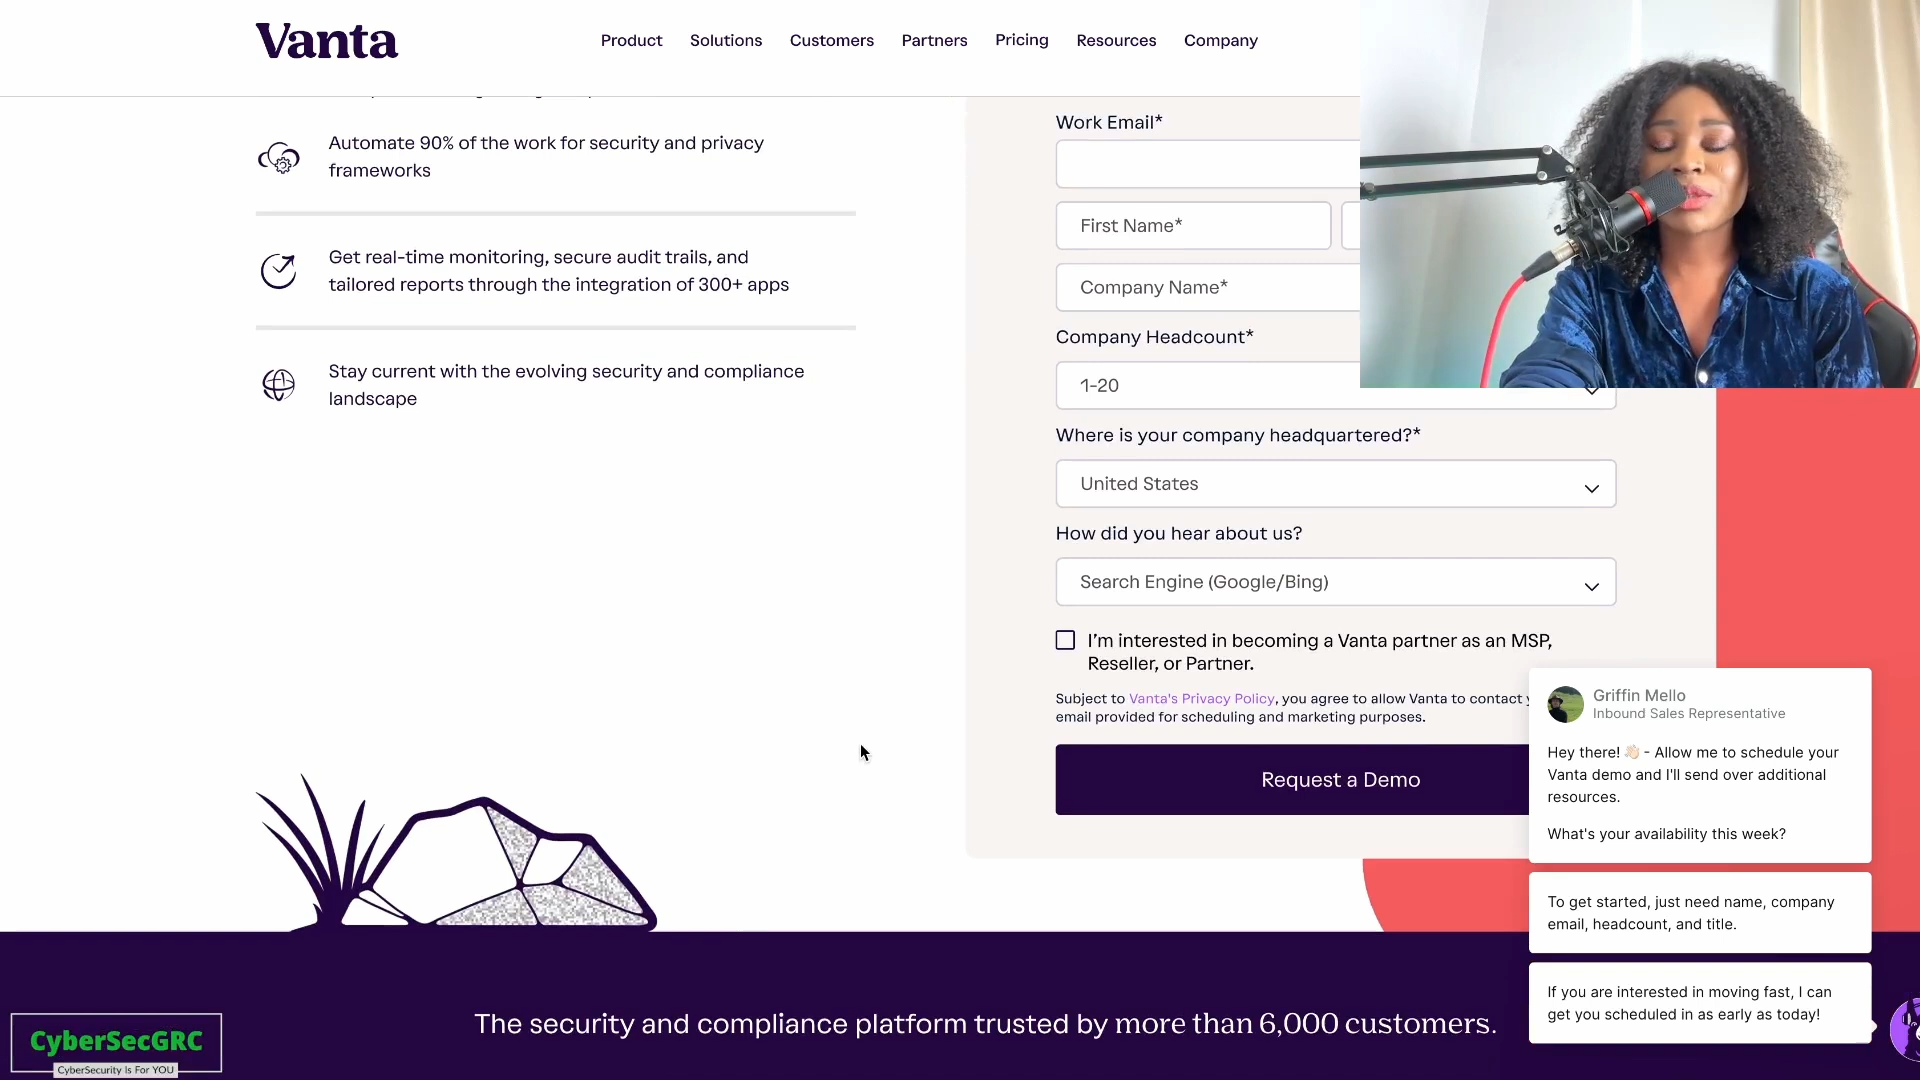 Vanta
Product
Solutions
Customers
Partners
Pricing
Resources
Company
Automate 90% of the work for security and privacy
frameworks
Get real-time monitoring, secure audit trails, and
tailored reports through the integration of 300+ apps
Stay current with the evolving security and compliance
landscape
Work Email*
First Name*
Company Name*
Company Headcount*
1-20
Where is your company headquartered?*
United States
How did you hear about us?
Search Engine (Google/Bing)
I'm interested in becoming a Vanta partner as an MSP,
Reseller, or Partner.
Subject to Vanta's Privacy Policy, you agree to allow Vanta to contact
email provided for scheduling and marketing purposes.
Request a Demo
Griffin Mello
Inbound Sales Representative
Hey there! 👋🏻 - Allow me to schedule your
Vanta demo and I'll send over additional
resources.
What's your availability this week?
To get started, just need name, company
email, headcount, and title.
If you are interested in moving fast, I can
get you scheduled in as early as today!
The security and compliance platform trusted by more than 6,000 customers.
CyberSecGRC
CyberSecurity Is For YOU